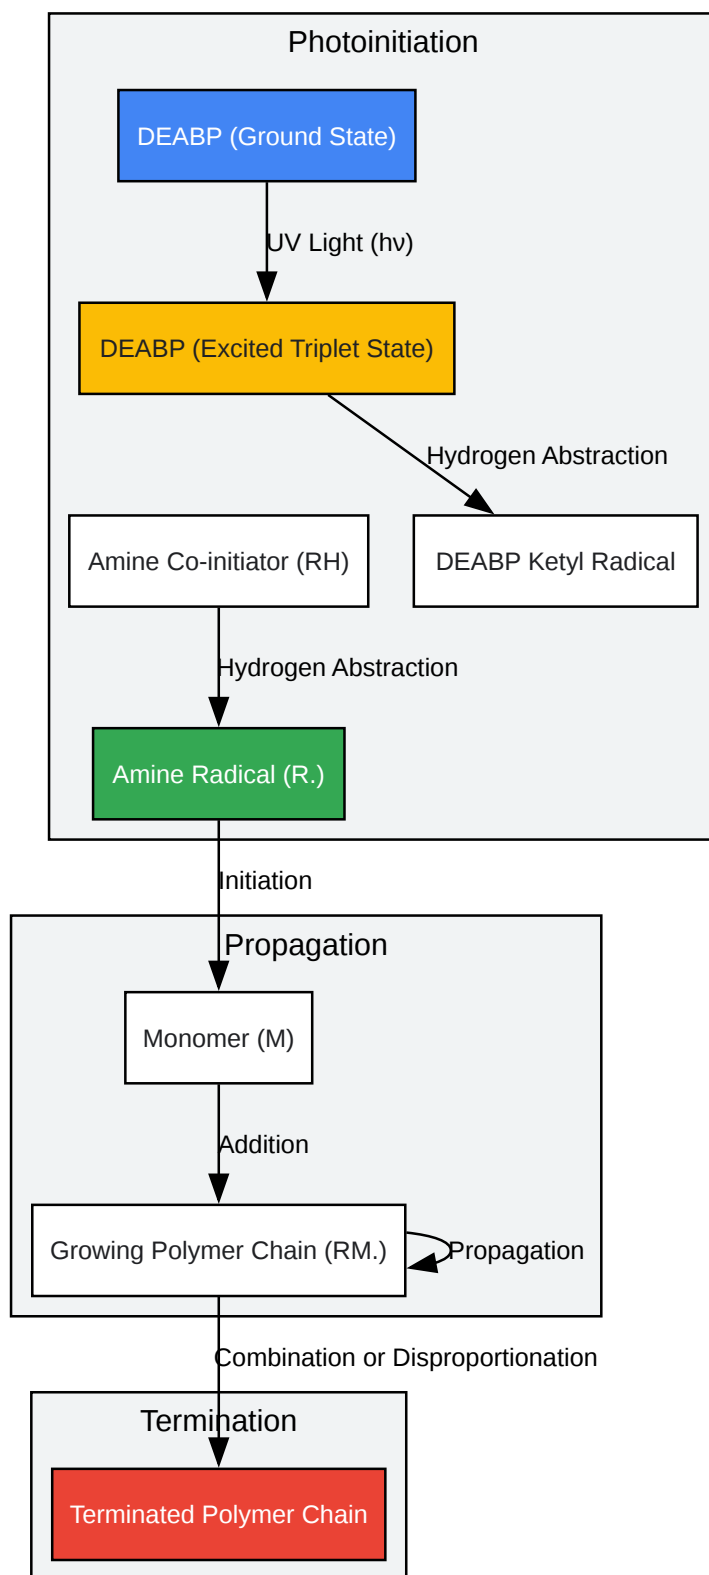 Photoinitiation
DEABP (Ground State)
UV Light (hν)
DEABP (Excited Triplet State)
Hydrogen Abstraction
Amine Co-initiator (RH)
DEABP Ketyl Radical
Hydrogen Abstraction
Amine Radical (R.)
Initiation
Propagation
Monomer (M)
Addition
Growing Polymer Chain (RM.)
Propagation
Combination or Disproportionation
Termination
Terminated Polymer Chain